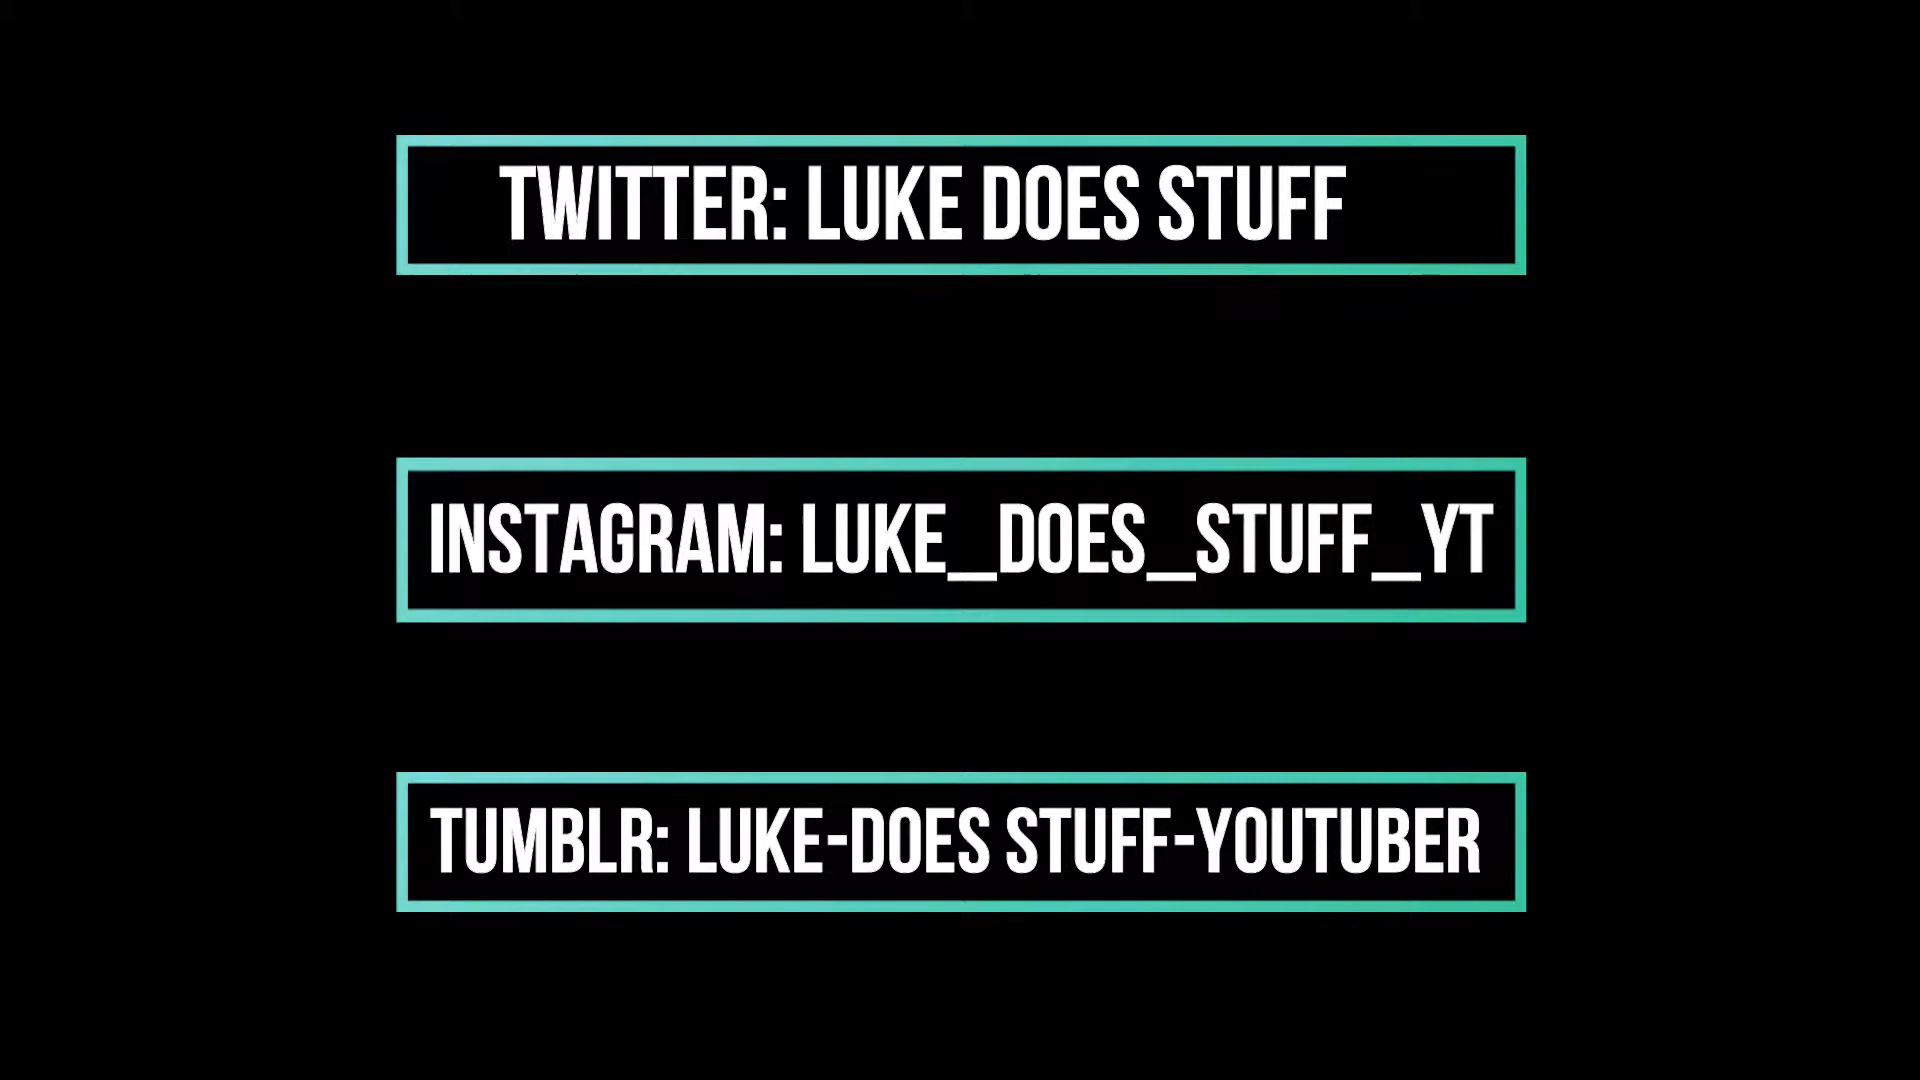 TWITTER: LUKE DOES STUFF
INSTAGRAM: LUKE_DOES_STUFF_YT
TUMBLR: LUKE-DOES STUFF-YOUTUBER